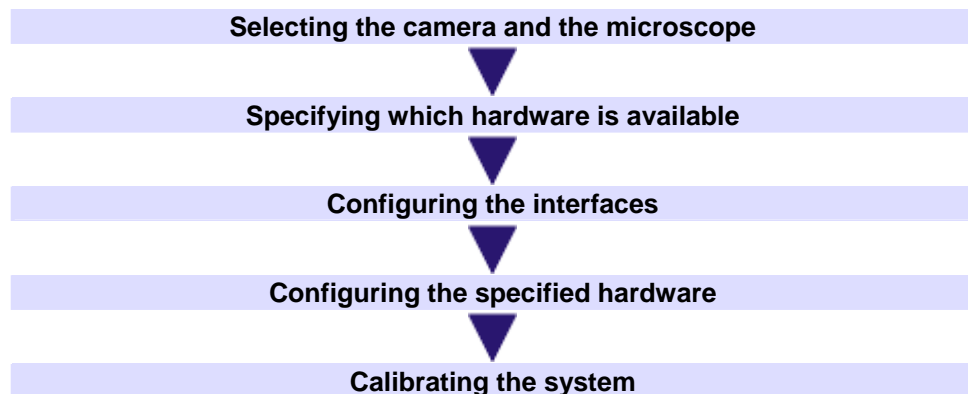 Selecting the camera and the microscope
Specifying which hardware is available
Configuring the interfaces
Configuring the specified hardware
Calibrating the system